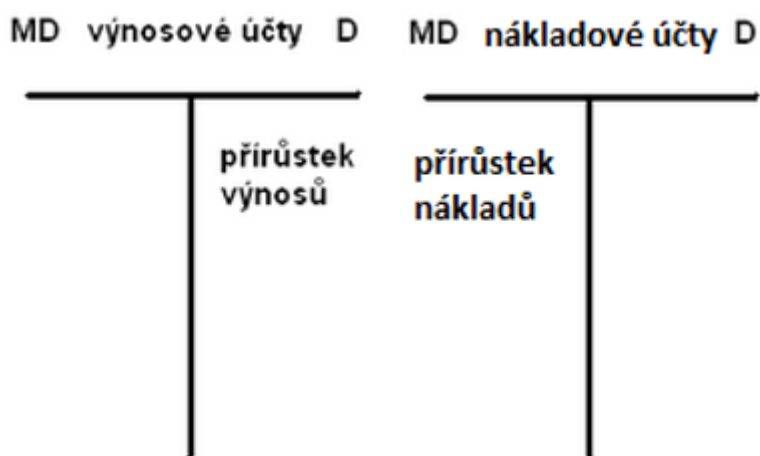 MD výnosové účty D
MD nákladové účty D
přírůstek
výnosů
přírůstek
nákladů